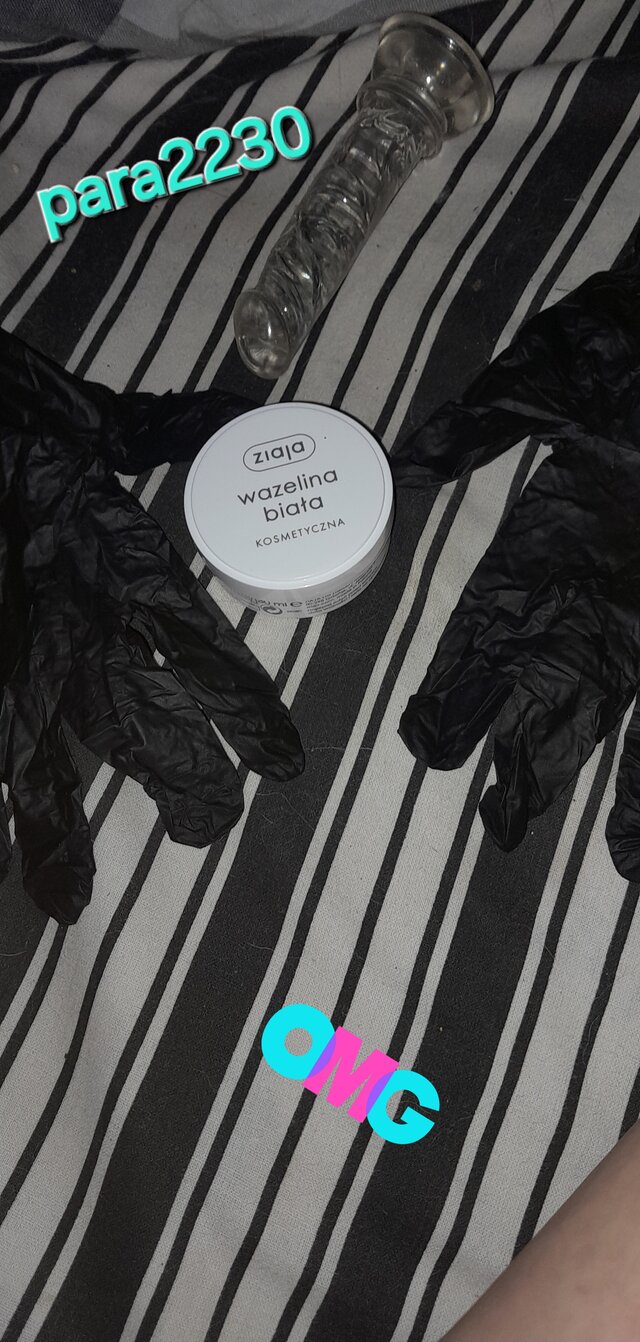 para2230
ziaja
wazelina
biała
KOSMETYCZNA
OMG